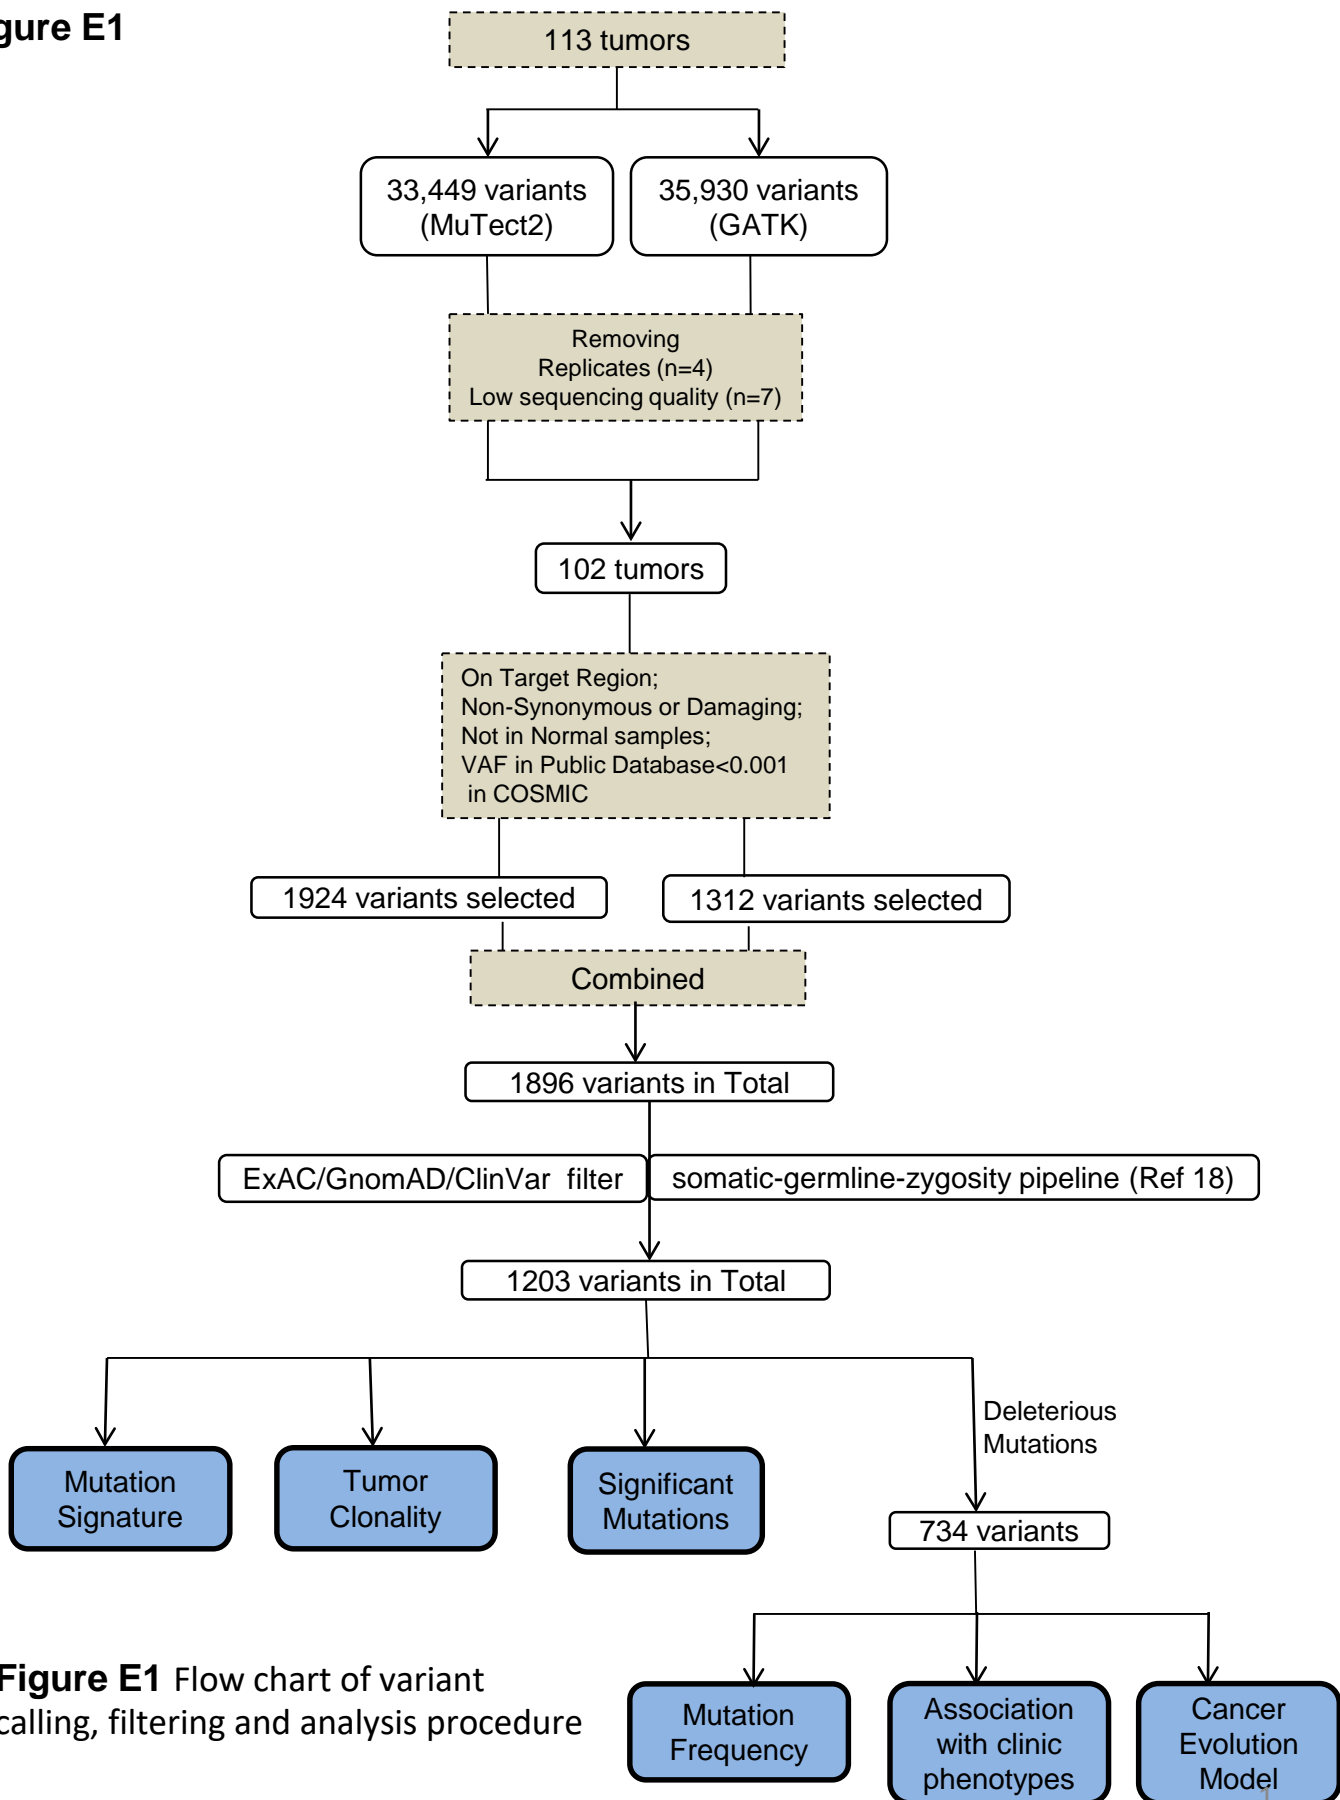 gure E1
113 tumors
33,449 variants
(MuTect2)
35,930 variants
(GATK)
Removing
Replicates (n=4)
Low sequencing quality (n=7)
102 tumors
On Target Region;
Non-Synonymous or Damaging;
Not in Normal samples;
VAF in Public Database<0.001
in COSMIC
1924 variants selected
1312 variants selected
Combined
1896 variants in Total
ExAC/GnomAD/ClinVar filter
somatic-germline-zygosity pipeline (Ref 18)
1203 variants in Total
Deleterious
Mutations
Mutation
Signature
Tumor
Clonality
Significant
Mutations
734 variants
Mutation
Frequency
Association
with clinic
phenotypes
Cancer
Evolution
Model
Figure E1 Flow chart of variant
calling, filtering and analysis procedure
1